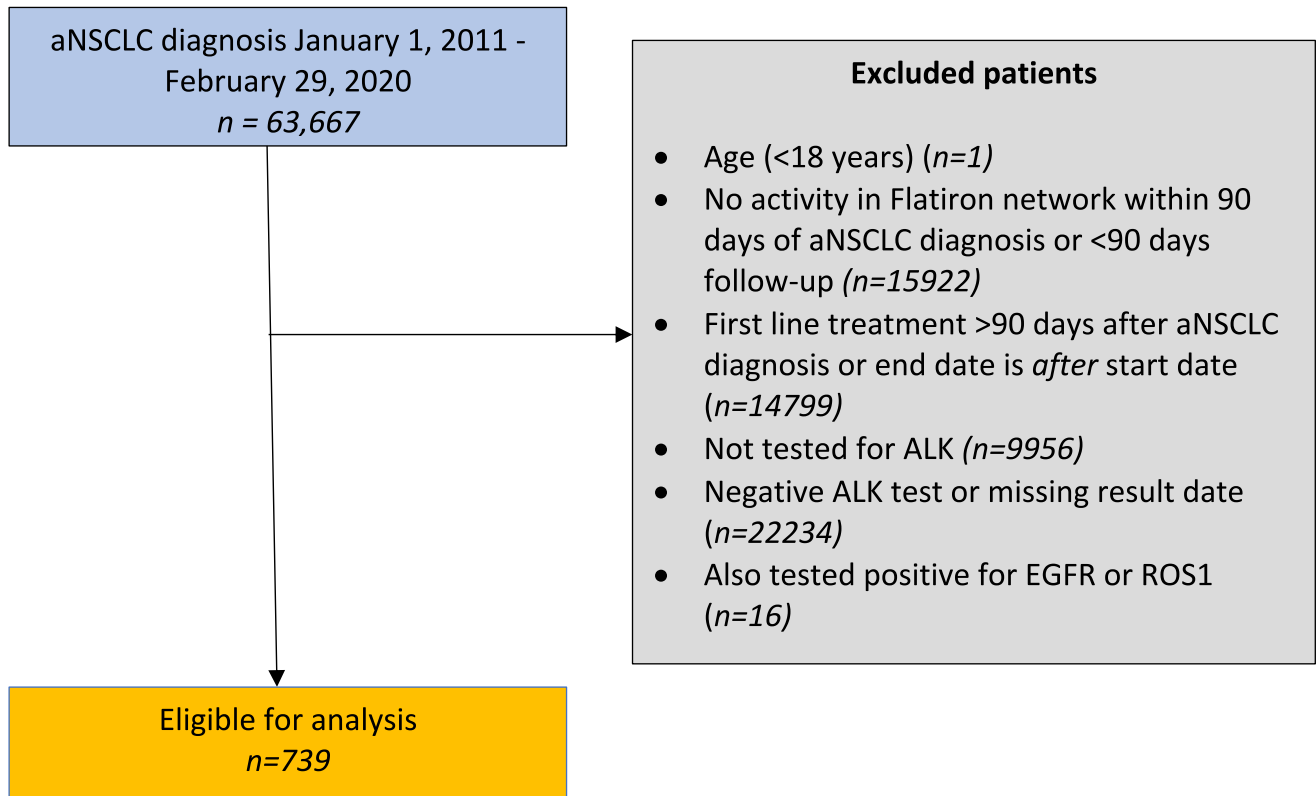 aNSCLC diagnosis January 1, 2011 -
February 29, 2020
n = 63,667
Excluded patients
• Age (<18 years) (n=1)
• No activity in Flatiron network within 90
days of aNSCLC diagnosis or <90 days
follow-up (n=15922)
• First line treatment >90 days after aNSCLC
diagnosis or end date is after start date
(n=14799)
• Not tested for ALK (n=9956)
• Negative ALK test or missing result date
(n=22234)
• Also tested positive for EGFR or ROS1
(n=16)
Eligible for analysis
n=739